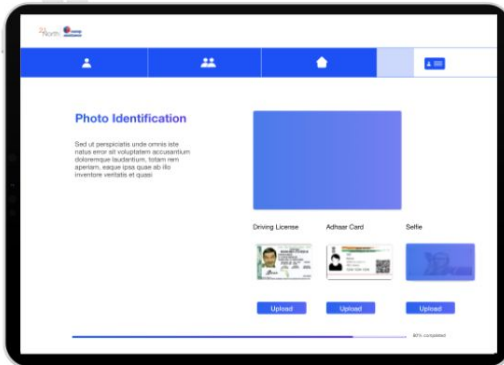 North
Photo Identification
Sed ut perspiciatis unde omnis iste
natus error sit voluptatem accusantium
doloremque laudantium, totam rem
aperiam, eaque ipsa quae ab illo
inventore veritatis et quasi
Driving License
Adhaar Card
Selfie
Upload
Upload
Upload
80% completed